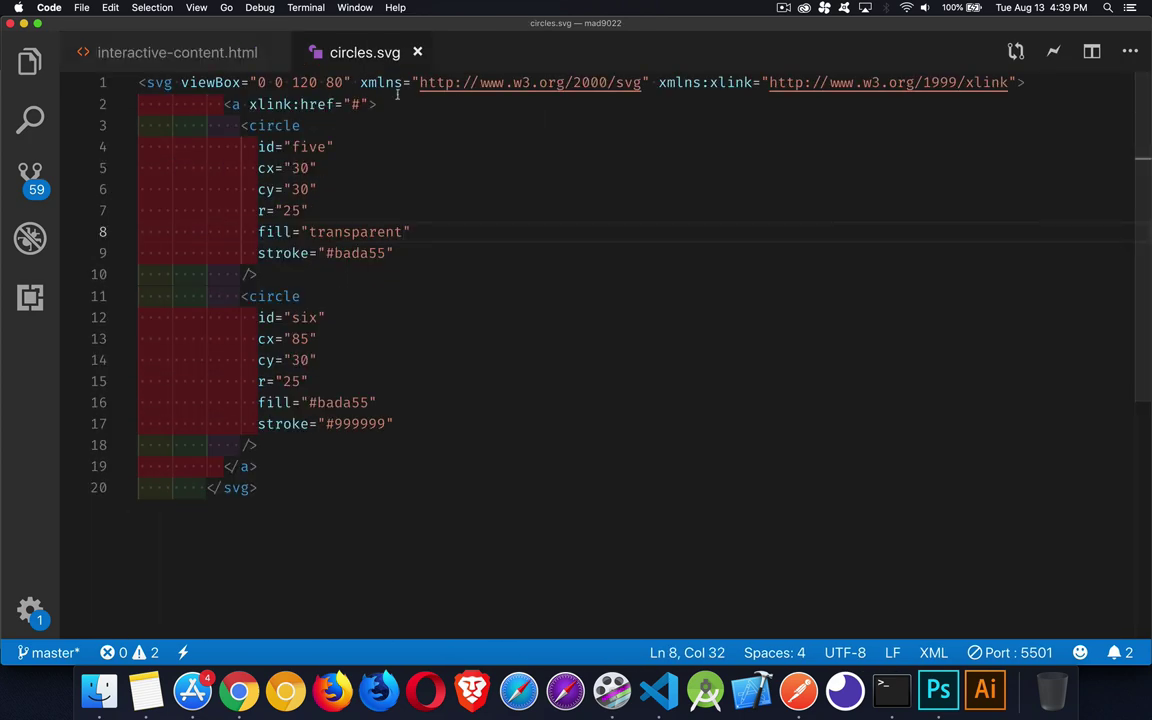 Code File Edit Selection View Go Debug Terminal Window Help 100% Tue Aug 13 4:39 PM
circles.svg — mad9022
interactive-content.html circles.svg
1 <svg viewBox="0 0 120 80" xmlns="http://www.w3.org/2000/svg" xmlns:xlink="http://www.w3.org/1999/xlink">
2 <a xlink:href="#">
3 <circle
4 id="five"
5 cx="30"
6 cy="30"
7 r="25"
8 fill="transparent"
9 stroke="#bada55"
10 />
11 <circle
12 id="six"
13 cx="85"
14 cy="30"
15 r="25"
16 fill="#bada55"
17 stroke="#999999"
18 />
19 </a>
20 </svg>
59
1
master* 0 2 Ln 8, Col 32 Spaces: 4 UTF-8 LF XML Port : 5501 2
4
>_ Ps Ai